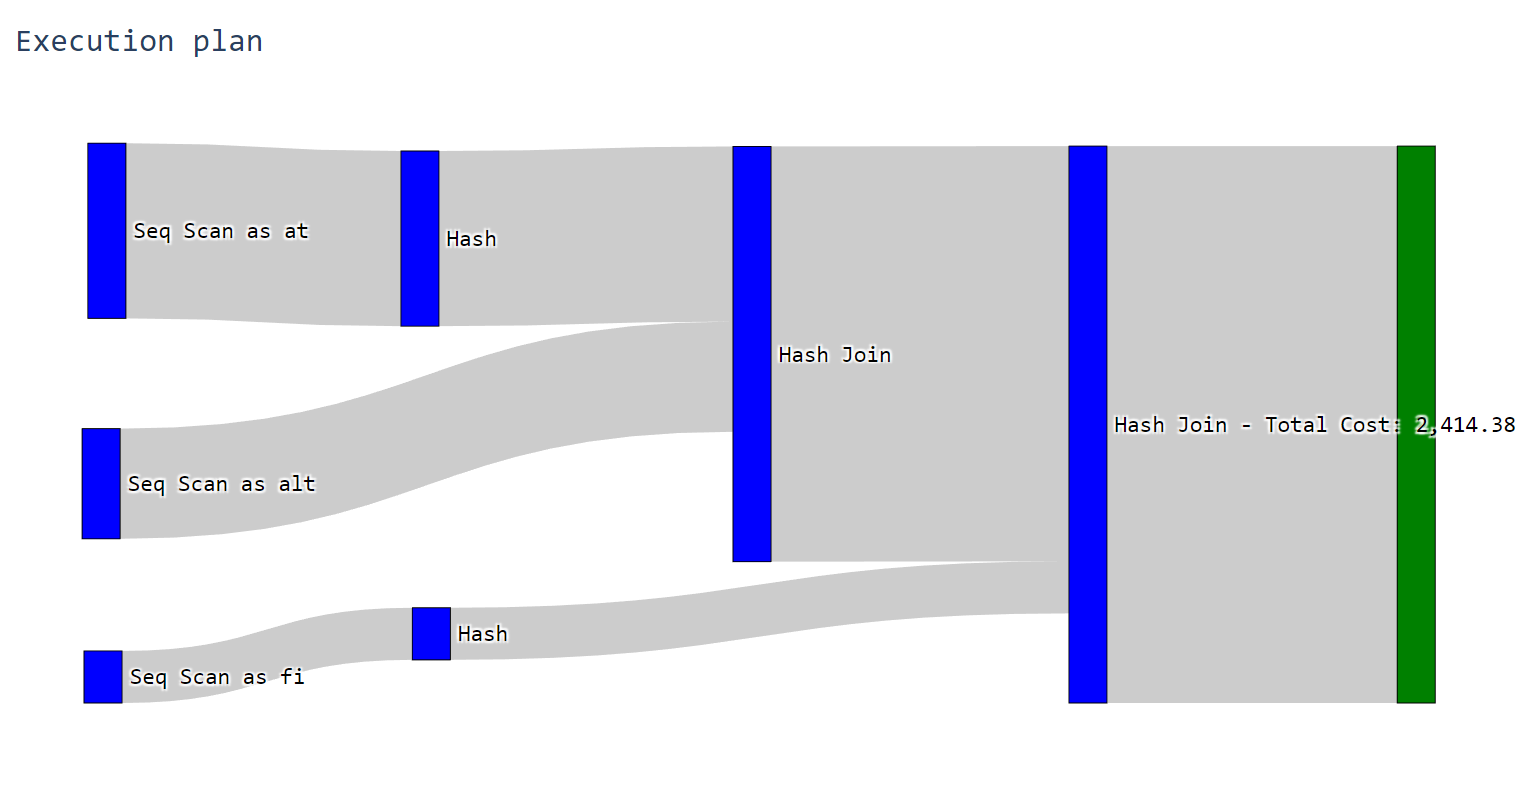 Execution plan
Seq Scan as at
Hash
Hash Join
Hash Join - Total Cost: 2,414.38
Seq Scan as alt
Hash
Seq Scan as fi